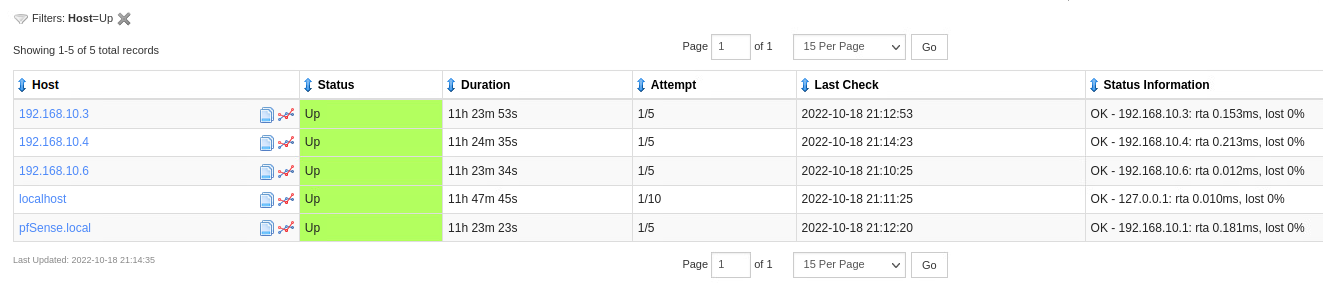 Filters: Host=Up
Showing 1-5 of 5 total records
Page 1 of 1 15 Per Page Go
Host Status Duration Attempt Last Check Status Information
192.168.10.3 Up 11h 23m 53s 1/5 2022-10-18 21:12:53 OK - 192.168.10.3: rta 0.153ms, lost 0%
192.168.10.4 Up 11h 24m 35s 1/5 2022-10-18 21:14:23 OK - 192.168.10.4: rta 0.213ms, lost 0%
192.168.10.6 Up 11h 23m 34s 1/5 2022-10-18 21:10:25 OK - 192.168.10.6: rta 0.012ms, lost 0%
localhost Up 11h 47m 45s 1/10 2022-10-18 21:11:25 OK - 127.0.0.1: rta 0.010ms, lost 0%
pfSense.local Up 11h 23m 23s 1/5 2022-10-18 21:12:20 OK - 192.168.10.1: rta 0.181ms, lost 0%
Last Updated: 2022-10-18 21:14:35
Page 1 of 1 15 Per Page Go